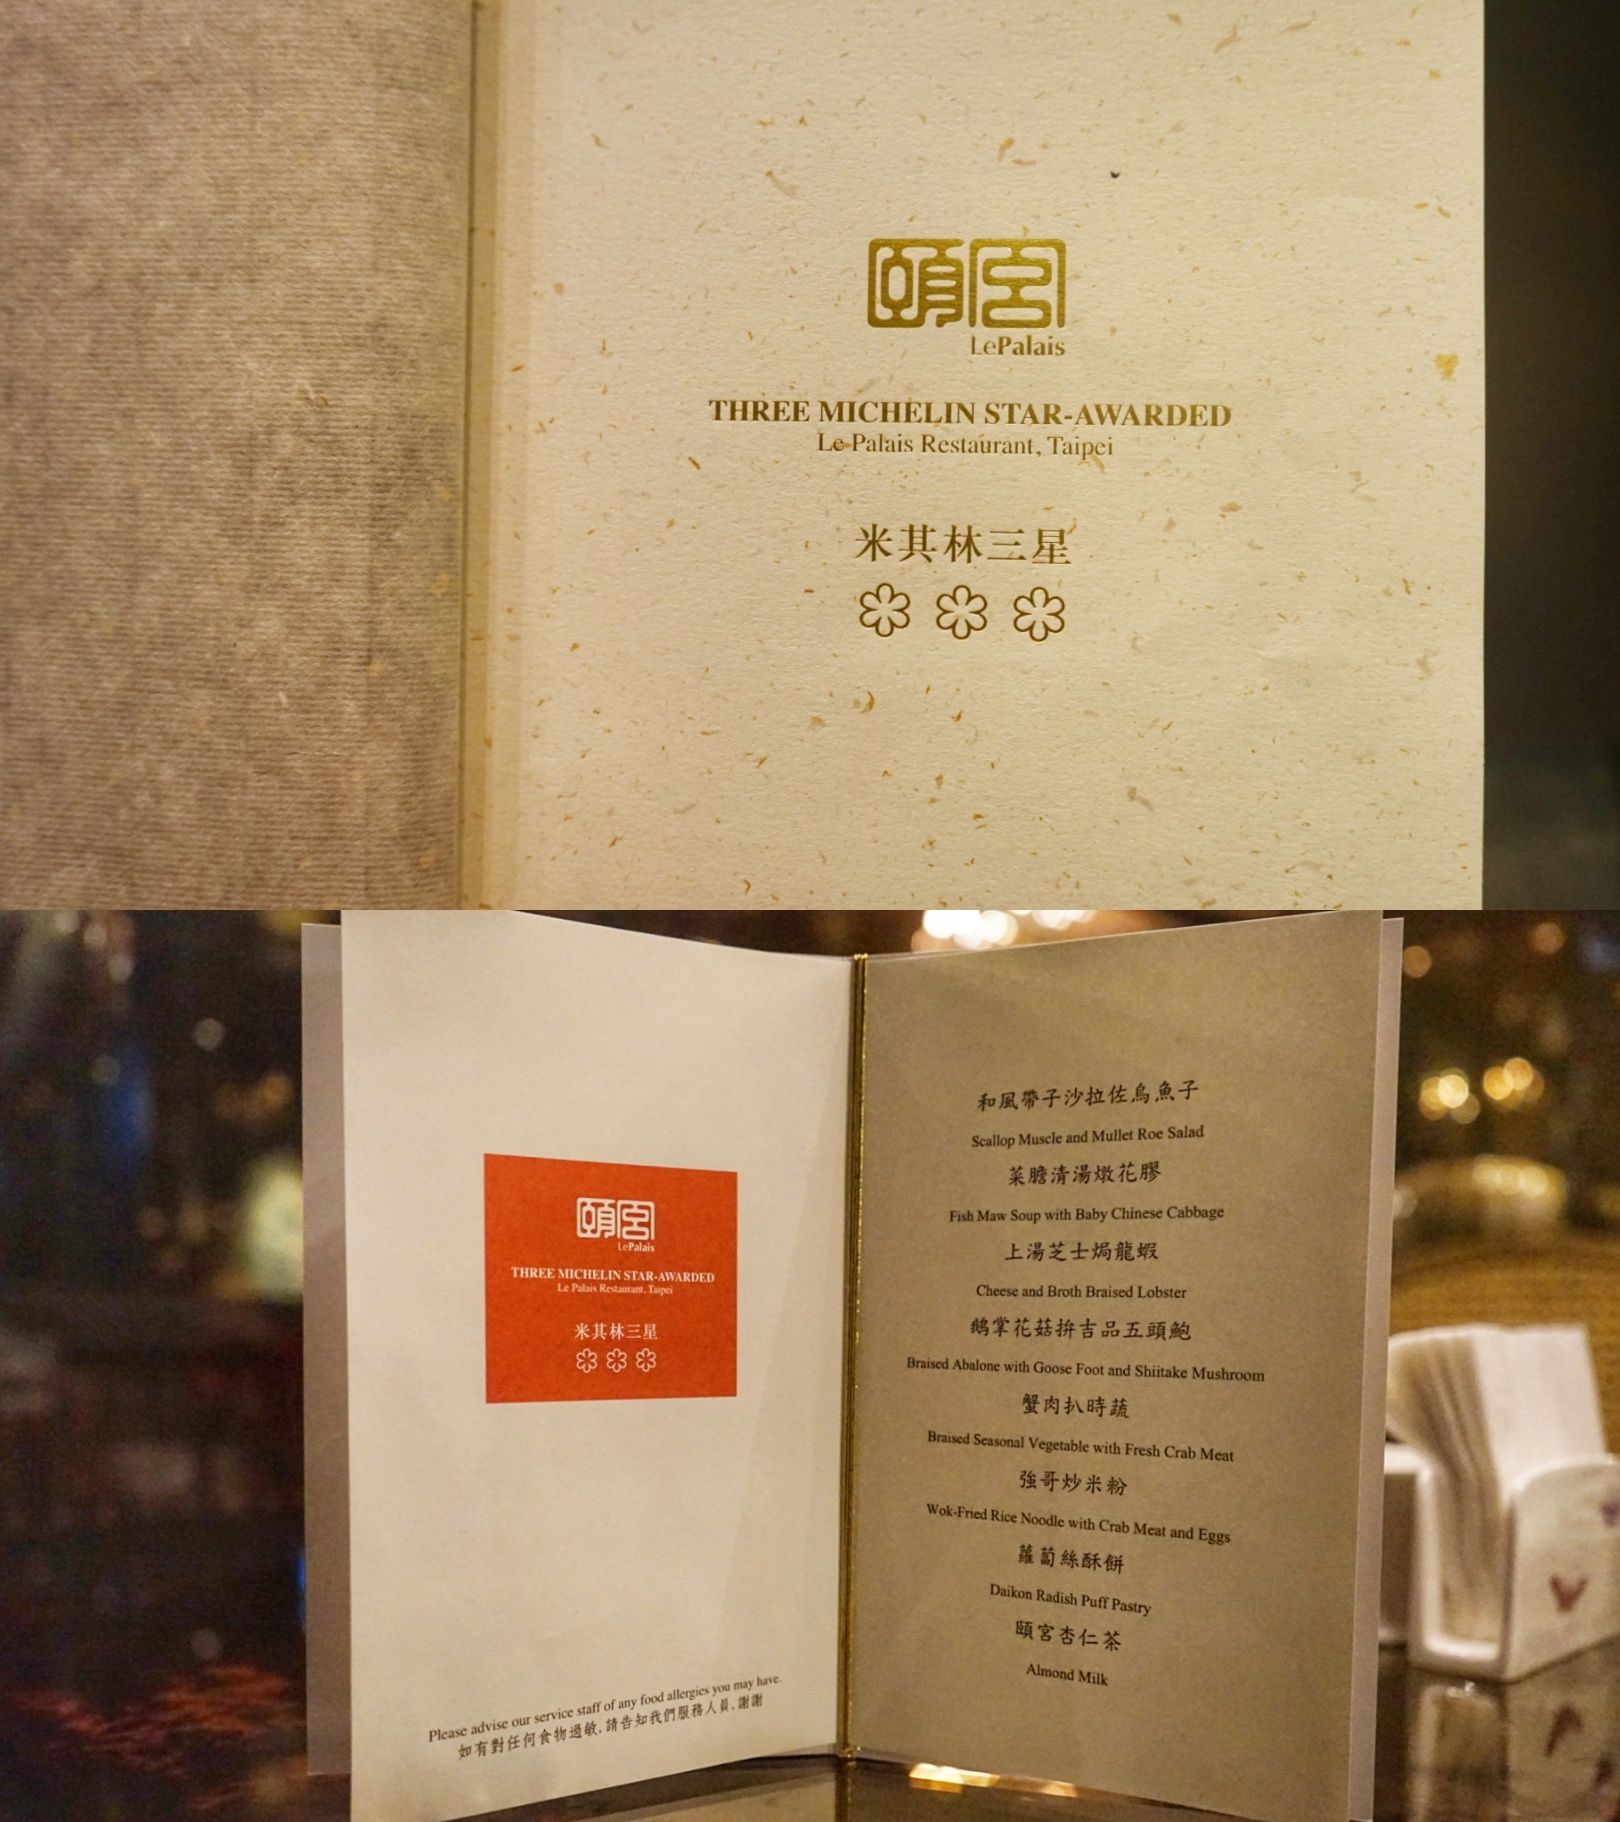 頤宮
LePalais
THREE MICHELIN STAR-AWARDED
Le Palais Restaurant, Taipei
米其林三星
頤宮
LePalais
THREE MICHELIN STAR-AWARDED
Le Palais Restaurant, Taipei
米其林三星
Please advise our service staff of any food allergies you may have.
如有對任何食物過敏,請告知我們服務人員,謝謝
和風帶子沙拉佐烏魚子
Scallop Muscle and Mullet Roe Salad
菜膽清湯燉花膠
Fish Maw Soup with Baby Chinese Cabbage
上湯芝士焗龍蝦
Cheese and Broth Braised Lobster
鵝掌花菇拚吉品五頭鮑
Braised Abalone with Goose Foot and Shiitake Mushroom
蟹肉扒時蔬
Braised Seasonal Vegetable with Fresh Crab Meat
強哥炒米粉
Wok-Fried Rice Noodle with Crab Meat and Eggs
蘿蔔絲酥餅
Daikon Radish Puff Pastry
頤宮杏仁茶
Almond Milk